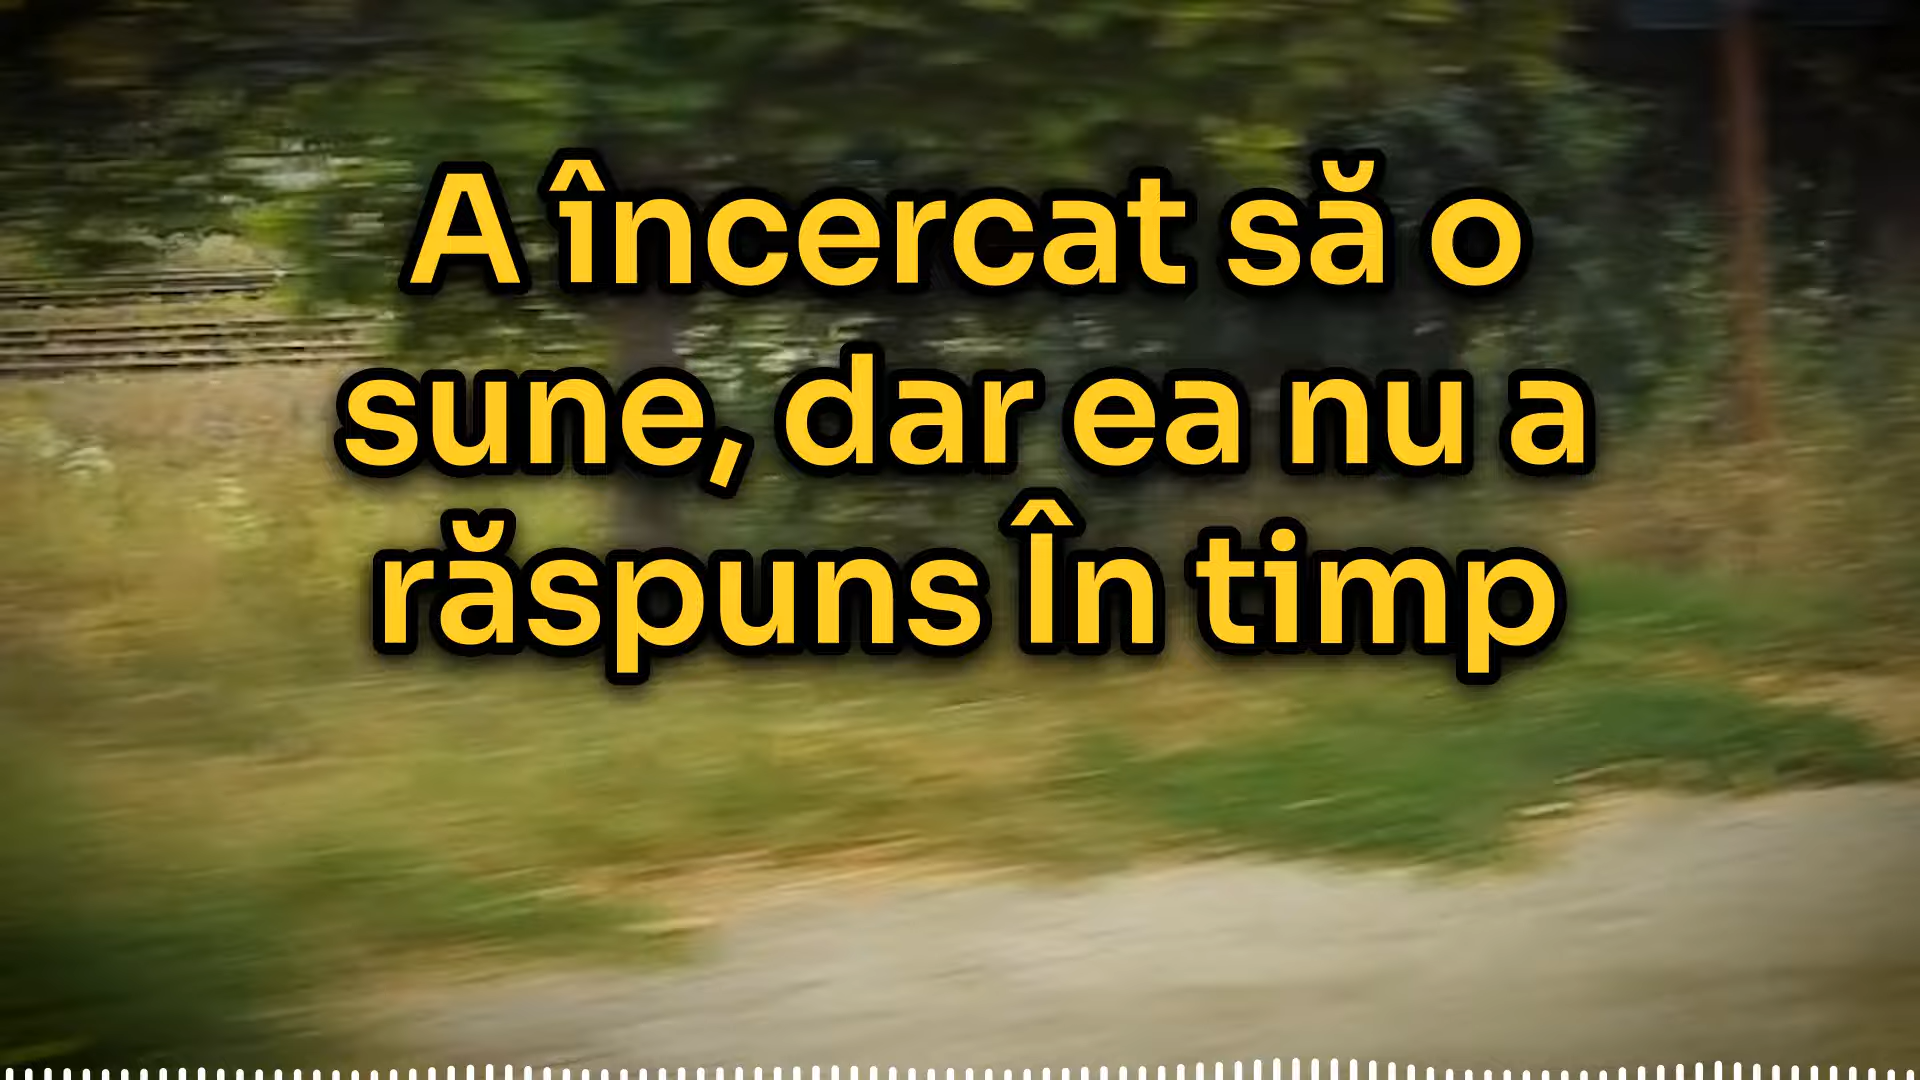 A încercat să o
sune, dar ea nu a
răspuns În timp